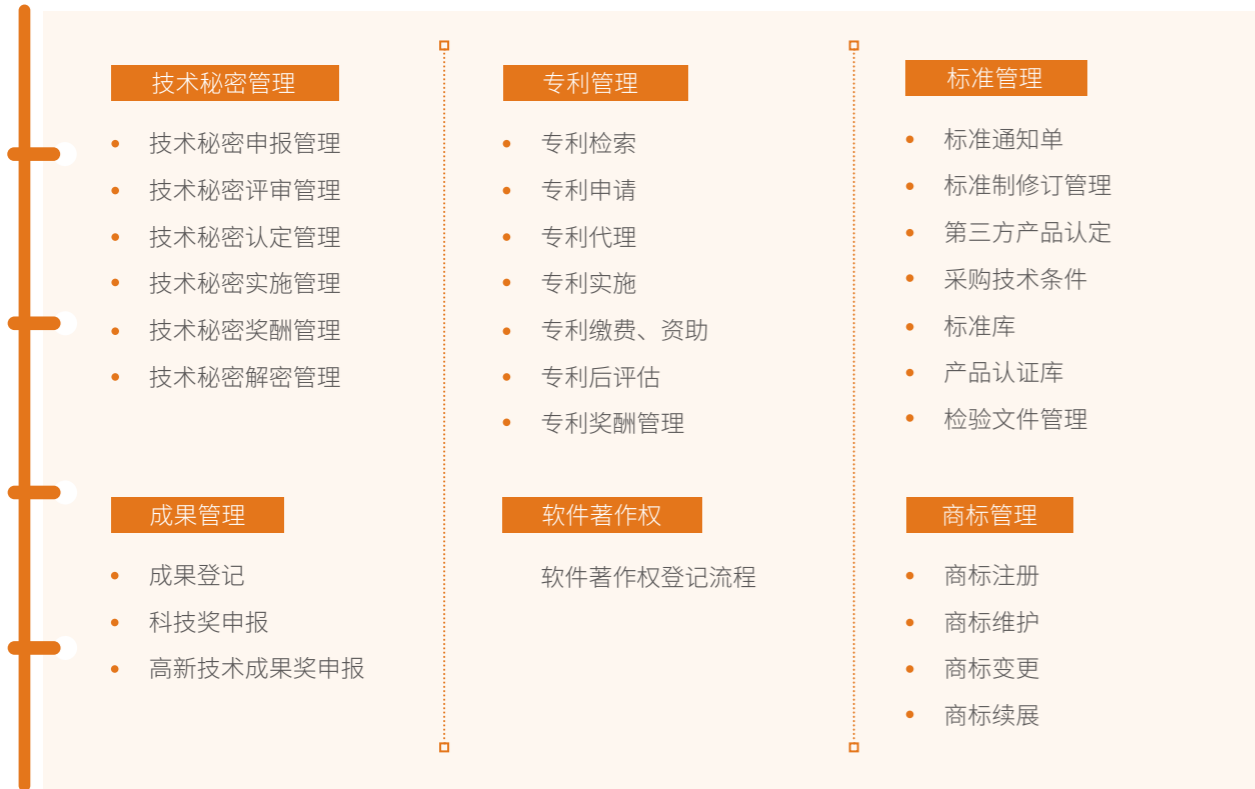 技术秘密管理
技术秘密申报管理
技术秘密评审管理
技术秘密认定管理
技术秘密实施管理
技术秘密奖酬管理
技术秘密解密管理
专利管理
专利检索
专利申请
专利代理
专利实施
专利缴费、资助
专利后评估
专利奖酬管理
标准管理
标准通知单
标准制修订管理
第三方产品认定
采购技术条件
标准库
产品认证库
检验文件管理
成果管理
成果登记
科技奖申报
高新技术成果奖申报
软件著作权
软件著作权登记流程
商标管理
商标注册
商标维护
商标变更
商标续展